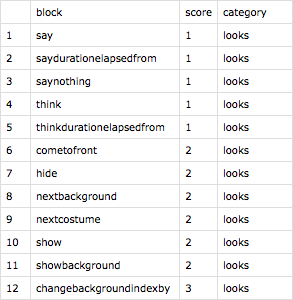 block score category
1 say 1 looks
2 saydurationelapsedfrom 1 looks
3 saynothing 1 looks
4 think 1 looks
5 thinkdurationelapsedfrom 1 looks
6 cometofront 2 looks
7 hide 2 looks
8 nextbackground 2 looks
9 nextcostume 2 looks
10 show 2 looks
11 showbackground 2 looks
12 changebackgroundindexby 3 looks